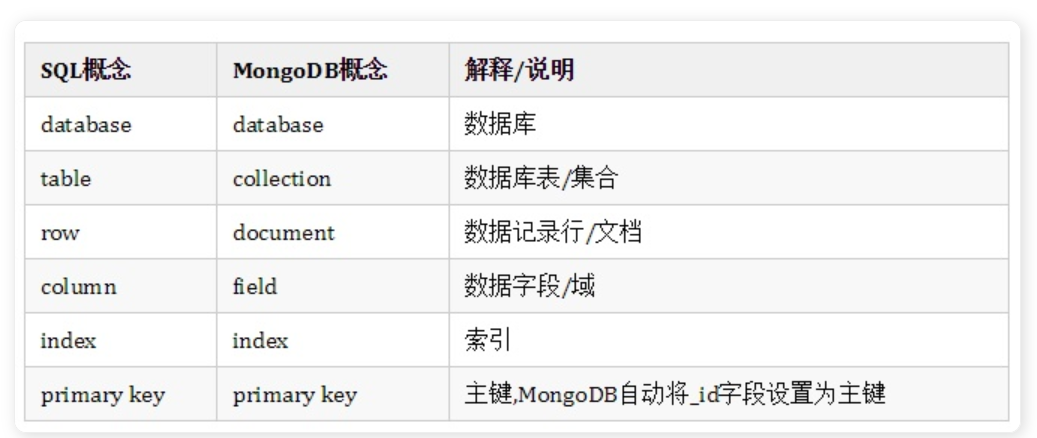 SQL概念 MongoDB概念 解释/说明
database database 数据库
table collection 数据库表/集合
row document 数据记录行/文档
column field 数据字段/域
index index 索引
primary key primary key 主键,MongoDB自动将_id字段设置为主键